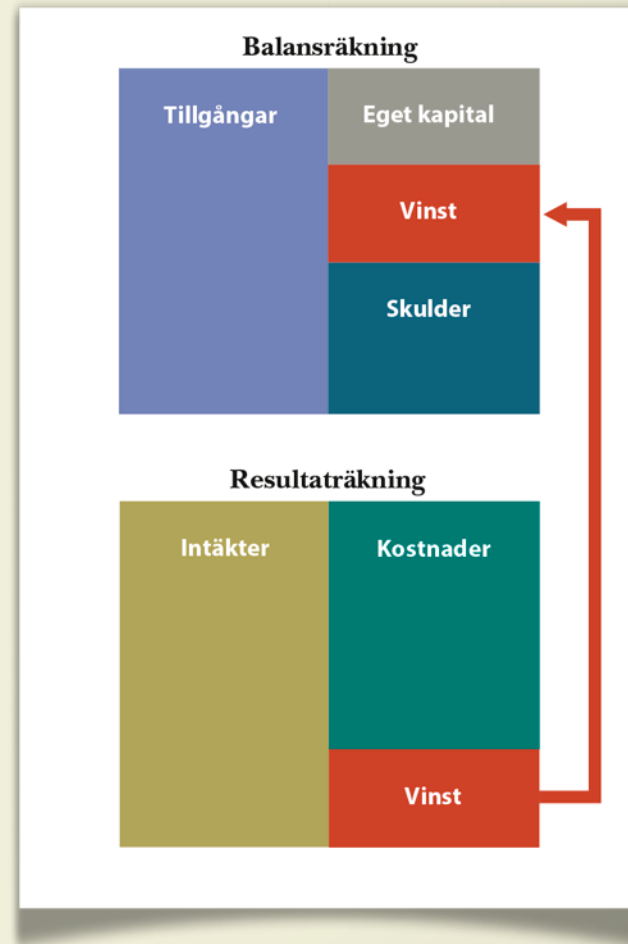 Balansräkning
Tillgångar
Eget kapital
Vinst
Skulder
Resultaträkning
Intäkter
Kostnader
Vinst